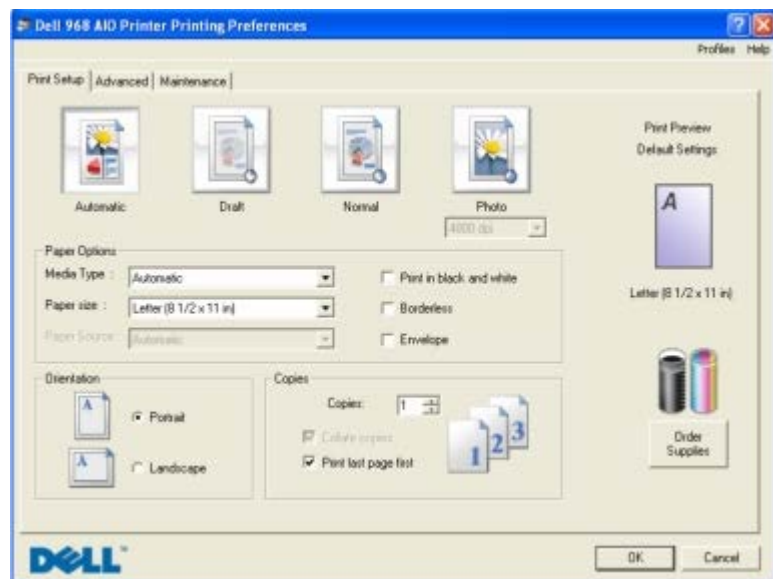 Dell 968 AIO Printer Printing Preferences
Profiles Help
Print Setup Advanced Maintenance
Automatic Draft Normal Photo
4800 dpi
Print Preview
Default Settings
A
Letter (8 1/2 x 11 in)
Paper Options
Media Type : Automatic
Print in black and white
Paper size : Letter (8 1/2 x 11 in)
Borderless
Paper Source : Automatic
Envelope
Orientation
A
Portrait
A
Landscape
Copies
Copies: 1
Collate copies
Print last page first
1 2 3
Order
Supplies
DELL™
OK Cancel